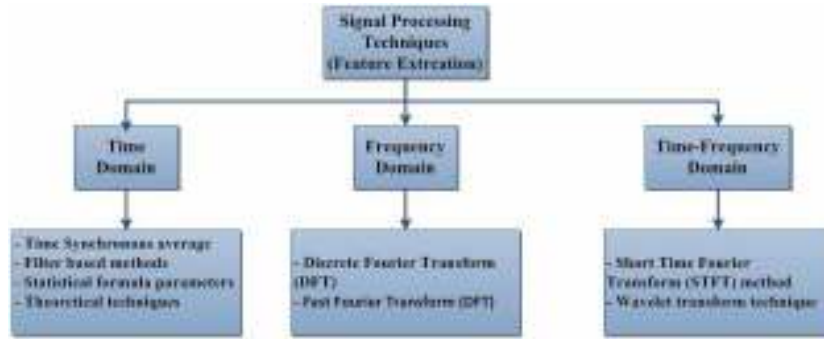 Signal Processing
Techniques
(Feature Extrcation)
Time
Domain
Frequency
Domain
Time-Frequency
Domain
- Time Synchronous average
- Filter based methods
- Statistical formula parameters
- Theoretical techniques
- Discrete Fourier Transform
(DFT)
- Fast Fourier Transform (DFT)
- Short Time Fourier
Transform (STFT) method
- Wavelet transform technique